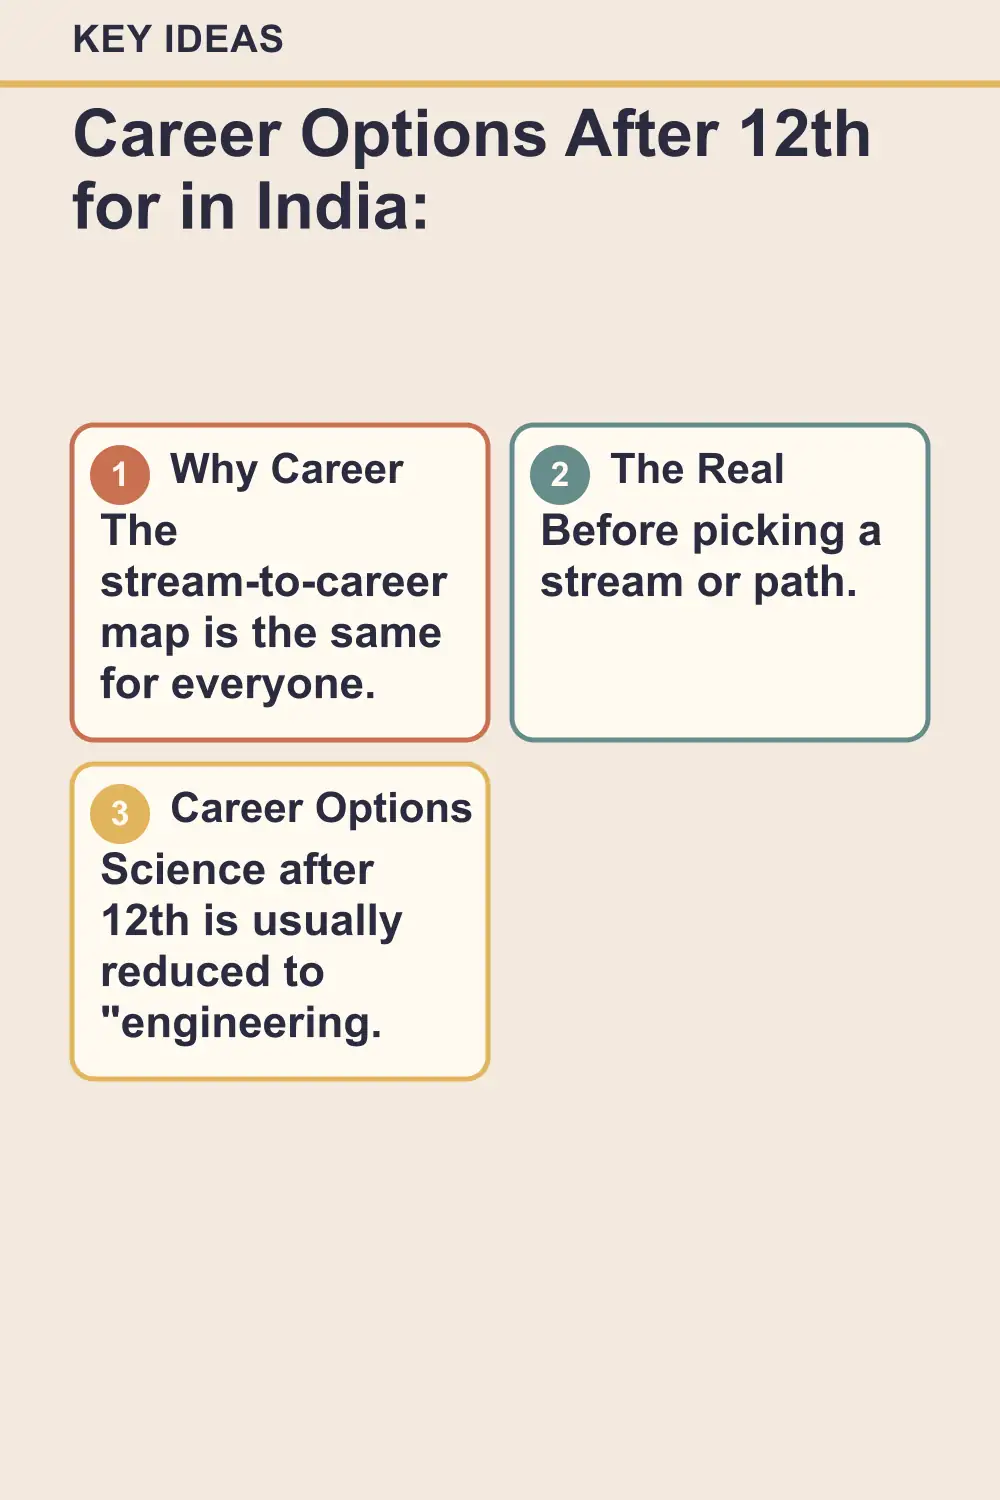 KEY IDEAS
Career Options After 12th
for in India:
1 Why Career
The
stream-to-career
map is the same
for everyone.
2 The Real
Before picking a
stream or path.
3 Career Options
Science after
12th is usually
reduced to
"engineering.